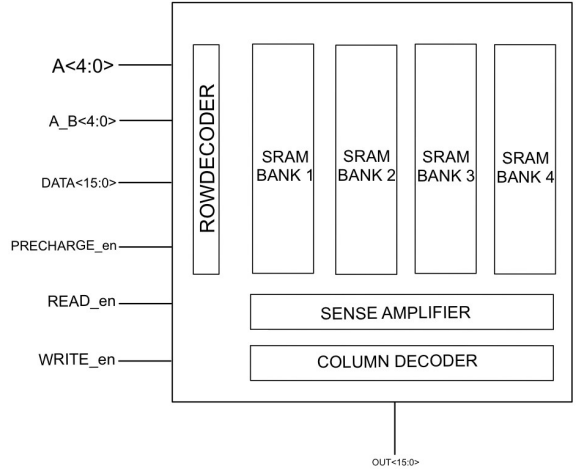 A<4:0>
A_B<4:0>
DATA<15:0>
PRECHARGE_en
READ_en
WRITE_en
ROWDECODER
SRAM
BANK 1
SRAM
BANK 2
SRAM
BANK 3
SRAM
BANK 4
SENSE AMPLIFIER
COLUMN DECODER
OUT<15:0>